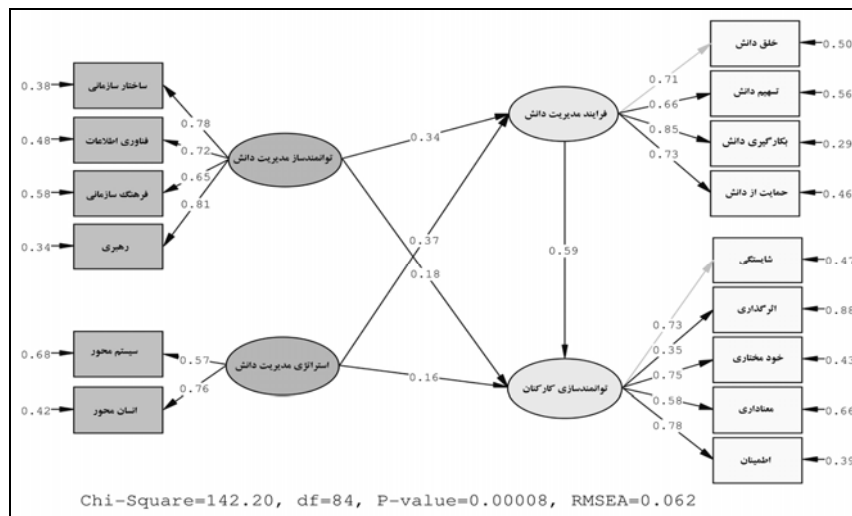 0.38
ساختار سازمانی
0.48
فناوری اطلاعات
0.58
فرهنگ سازمانی
0.34
رهبری
0.78
0.72
0.65
0.81
توانمندساز مدیریت دانش
0.68
سیستم محور
0.42
انسان محور
0.57
0.76
استراتژی مدیریت دانش
0.34
0.37
0.18
0.16
فرایند مدیریت دانش
0.59
توانمندسازی کارکنان
0.71
0.66
0.85
0.73
خلق دانش
0.50
تسهیم دانش
0.56
بکارگیری دانش
0.29
حمایت از دانش
0.46
0.73
0.35
0.75
0.58
0.78
شایستگی
0.47
اثرگذاری
0.88
خود مختاری
0.43
معناداری
0.66
اطمینان
0.39
Chi-Square=142.20, df=84, P-value=0.00008, RMSEA=0.062